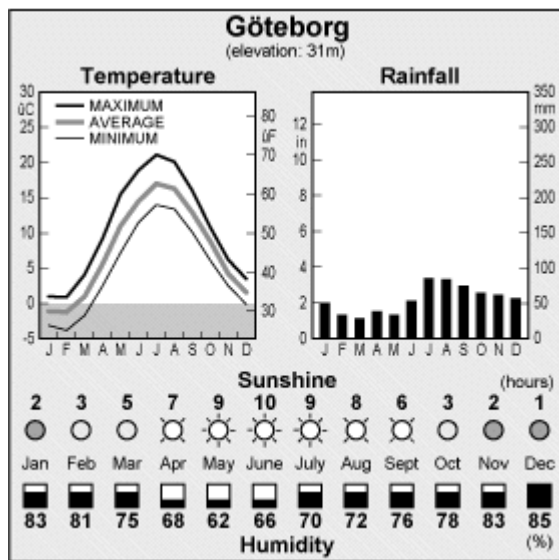 Göteborg
(elevation: 31m)
Temperature
Rainfall
30
ûC
25
20
15
10
5
0
-5
MAXIMUM
AVERAGE
MINIMUM
80
ûF
70
60
50
40
30
J F M A M J J A S O N D
12
in
10
8
6
4
2
0
350
mm
300
250
200
150
100
50
0
J F M A M J J A S O N D
Sunshine (hours)
2 3 5 7 9 10 9 8 6 3 2 1
Jan Feb Mar Apr May June July Aug Sept Oct Nov Dec
83 81 75 68 62 66 70 72 76 78 83 85
Humidity (%)